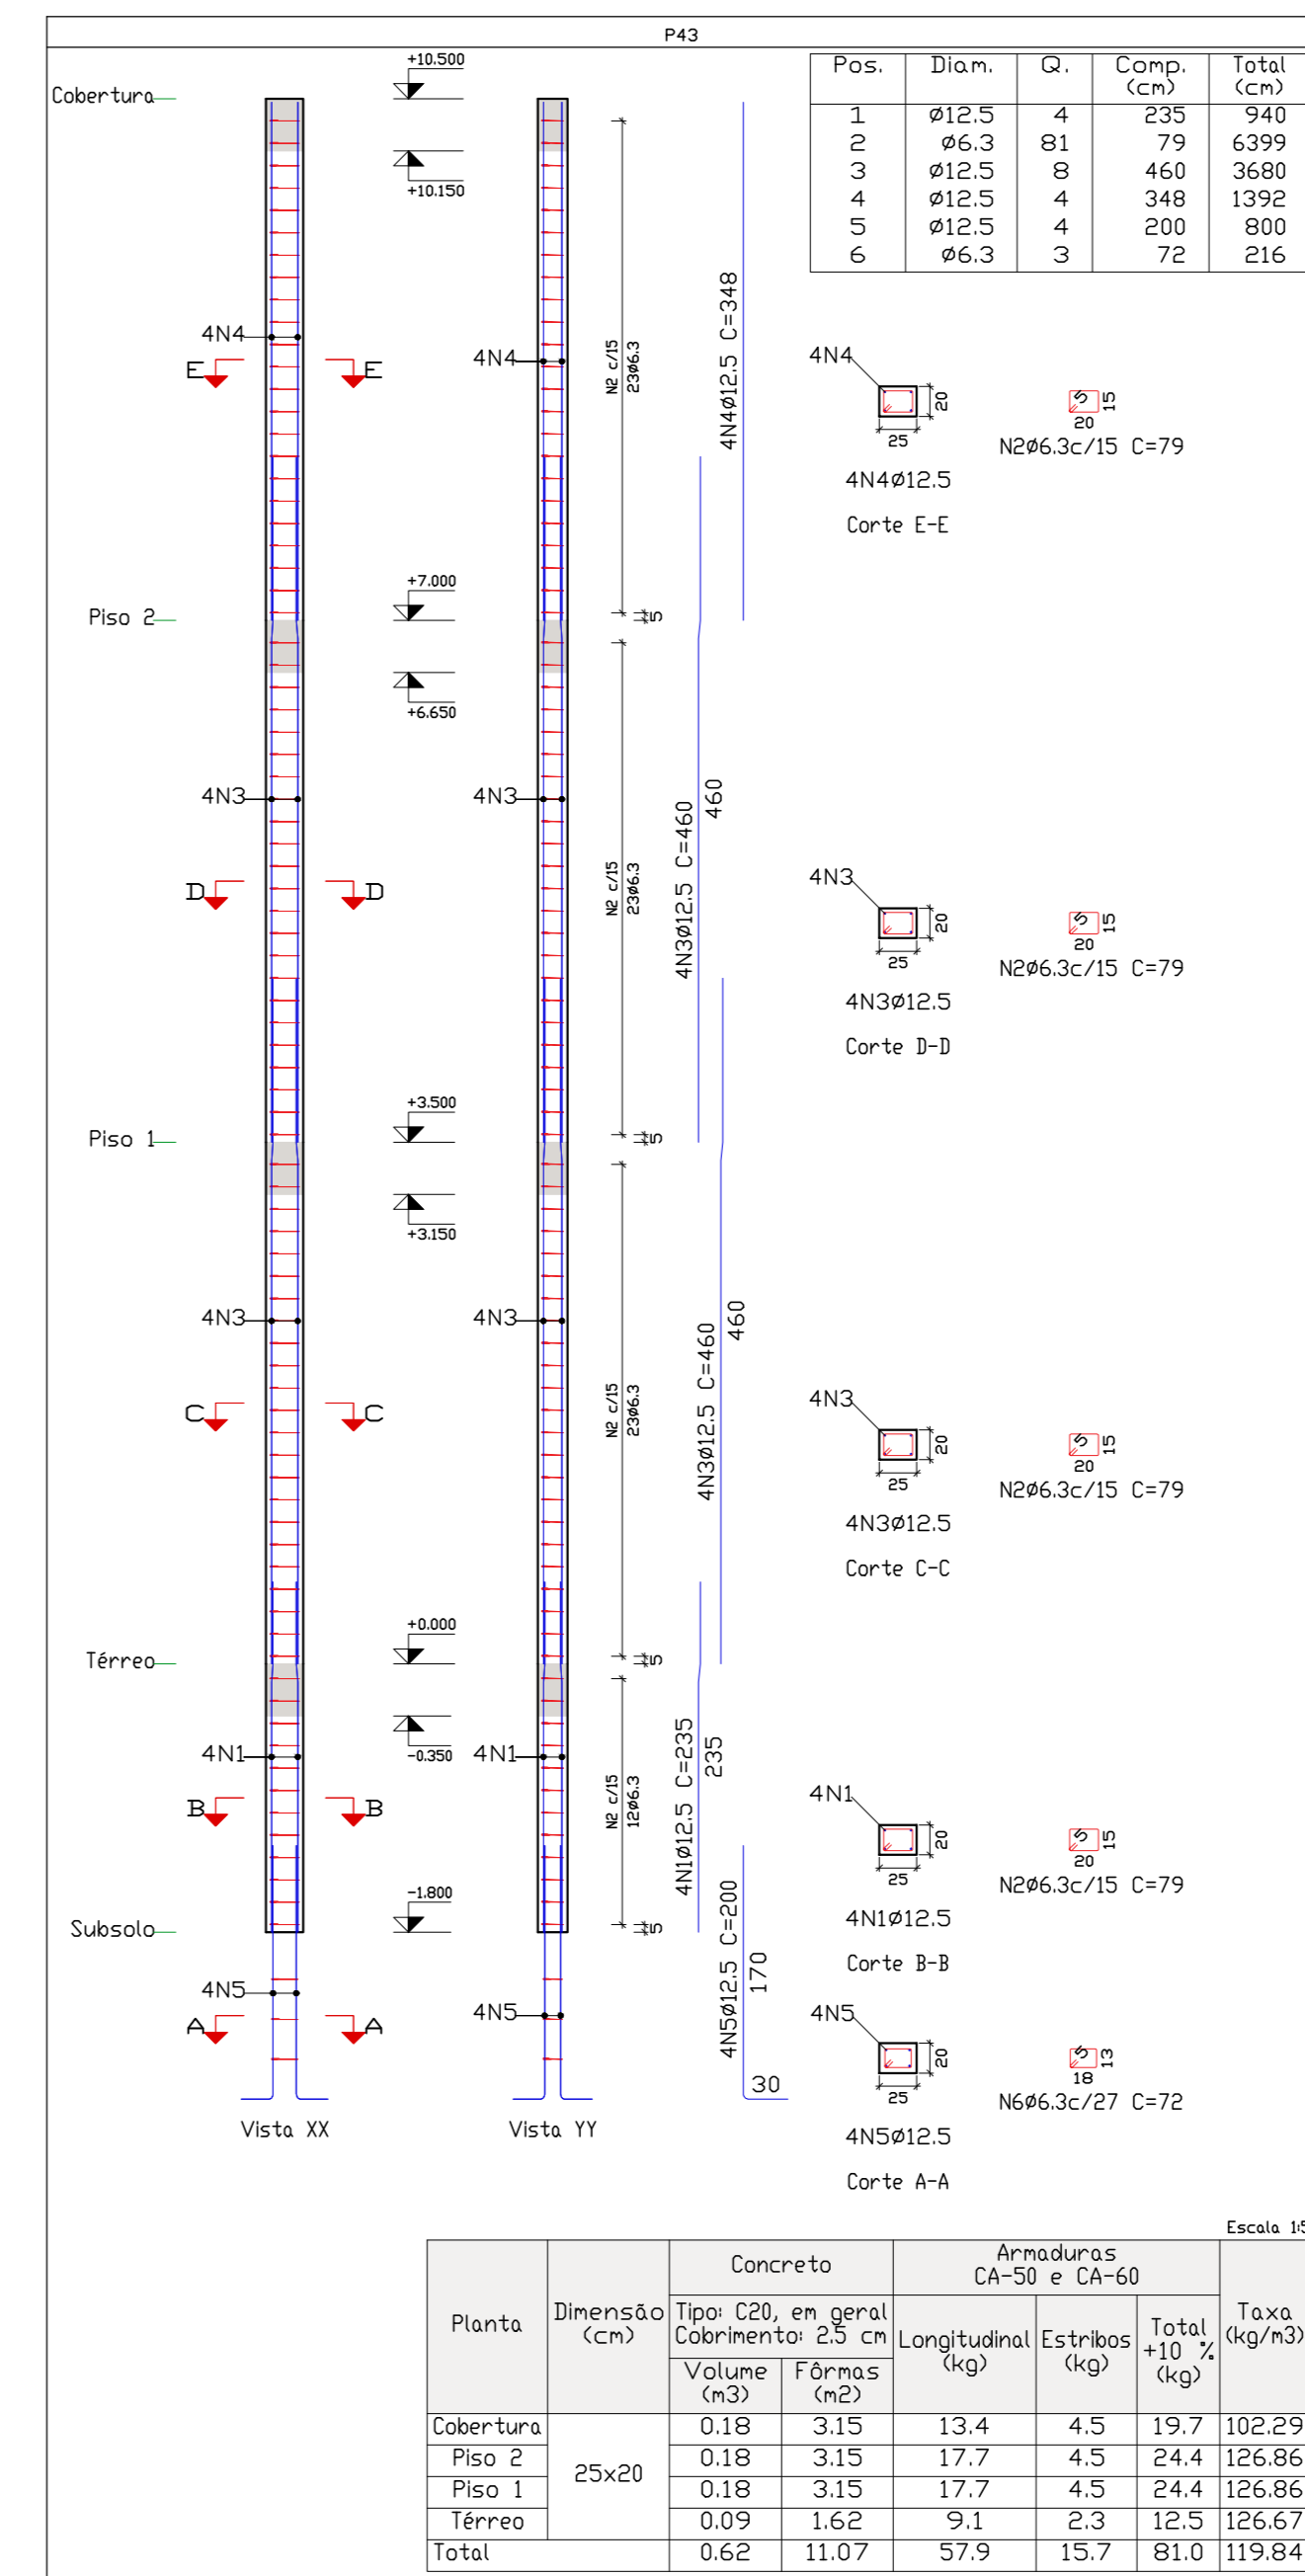 P43
Pos. Diam. Q. Comp. (cm) Total (cm)
1 Ø12.5 4 235 940
2 Ø6.3 81 79 6399
3 Ø12.5 8 460 3680
4 Ø12.5 4 348 1392
5 Ø12.5 4 200 800
6 Ø6.3 3 72 216
Cobertura
+10.500
+10.150
4N4
E E
4N4
N2 c/15
23Ø6.3
4N4Ø12.5 C=348
4N4
20
25
4N4Ø12.5
Corte E-E
5
15
20
N2Ø6.3c/15 C=79
Piso 2
+7.000
5
+6.650
4N3
4N3
D D
N2 c/15
23Ø6.3
4N3Ø12.5 C=460
460
4N3
20
25
4N3Ø12.5
Corte D-D
5
15
20
N2Ø6.3c/15 C=79
Piso 1
+3.500
5
+3.150
4N3
4N3
C C
N2 c/15
23Ø6.3
4N3Ø12.5 C=460
460
4N3
20
25
4N3Ø12.5
Corte C-C
5
15
20
N2Ø6.3c/15 C=79
Térreo
+0.000
5
-0.350
4N1
4N1
B B
N2 c/15
12Ø6.3
4N1Ø12.5 C=235
235
4N1
20
25
4N1Ø12.5
Corte B-B
5
15
20
N2Ø6.3c/15 C=79
Subsolo
-1.800
5
4N5
4N5
A A
4N5Ø12.5 C=200
170
30
4N5
20
25
4N5Ø12.5
Corte A-A
5
13
18
N6Ø6.3c/27 C=72
Vista XX
Vista YY
Escala 1:5
Planta
Dimensão (cm)
Concreto
Tipo: C20, em geral
Cobrimento: 2.5 cm
Volume (m3)
Fôrmas (m2)
Armaduras
CA-50 e CA-60
Longitudinal (kg)
Estribos (kg)
Total +10 % (kg)
Taxa (kg/m3)
Cobertura 0.18 3.15 13.4 4.5 19.7 102.29
Piso 2 0.18 3.15 17.7 4.5 24.4 126.86
25x20
Piso 1 0.18 3.15 17.7 4.5 24.4 126.86
Térreo 0.09 1.62 9.1 2.3 12.5 126.67
Total 0.62 11.07 57.9 15.7 81.0 119.84